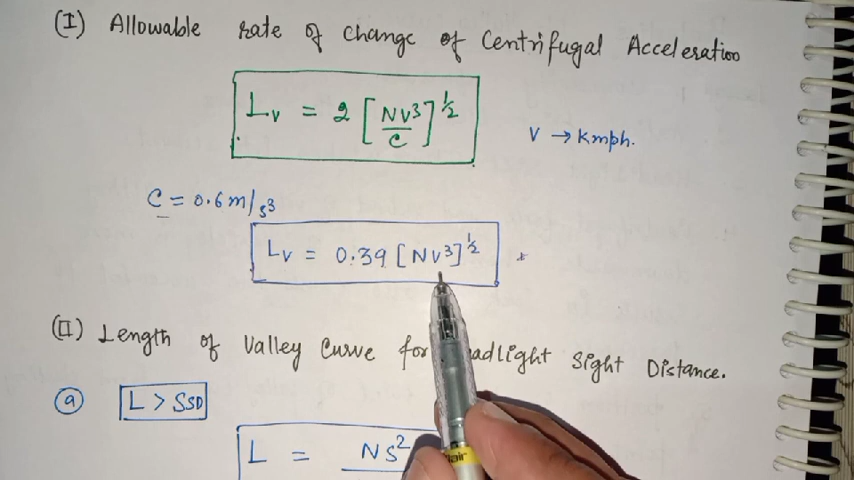 (I) Allowable rate of Change of Centrifugal Acceleration
Lv = 2 [NV³/C]^½
V → Kmph.
C = 0.6m/s³
Lv = 0.39 [NV³]^½ *
(II) Length of Valley Curve for adlight Sight Distance.
(a) L > SSD
L = NS²